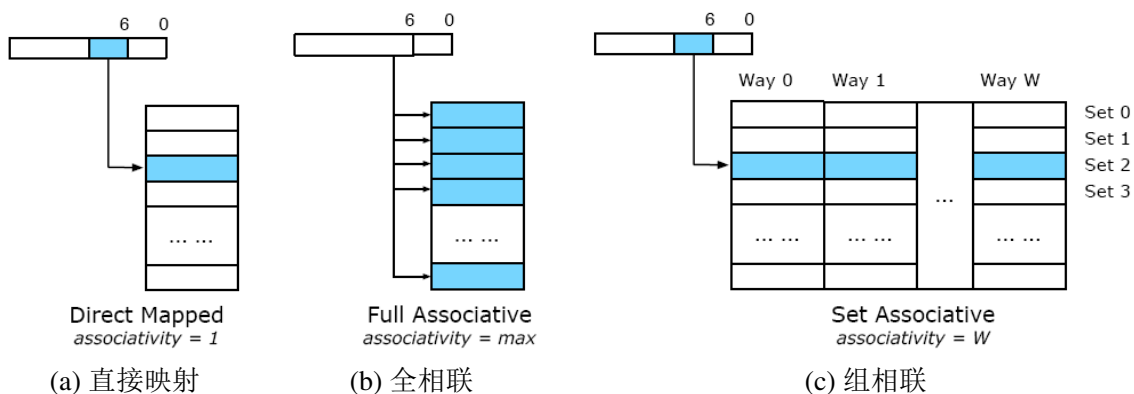 6 0
6 0
6 0
Way 0 Way 1 Way W
Set 0
Set 1
Set 2
Set 3
...
... ...
... ...
... ...
... ...
... ...
Direct Mapped
associativity = 1
Full Associative
associativity = max
Set Associative
associativity = W
(a) 直接映射
(b) 全相联
(c) 组相联